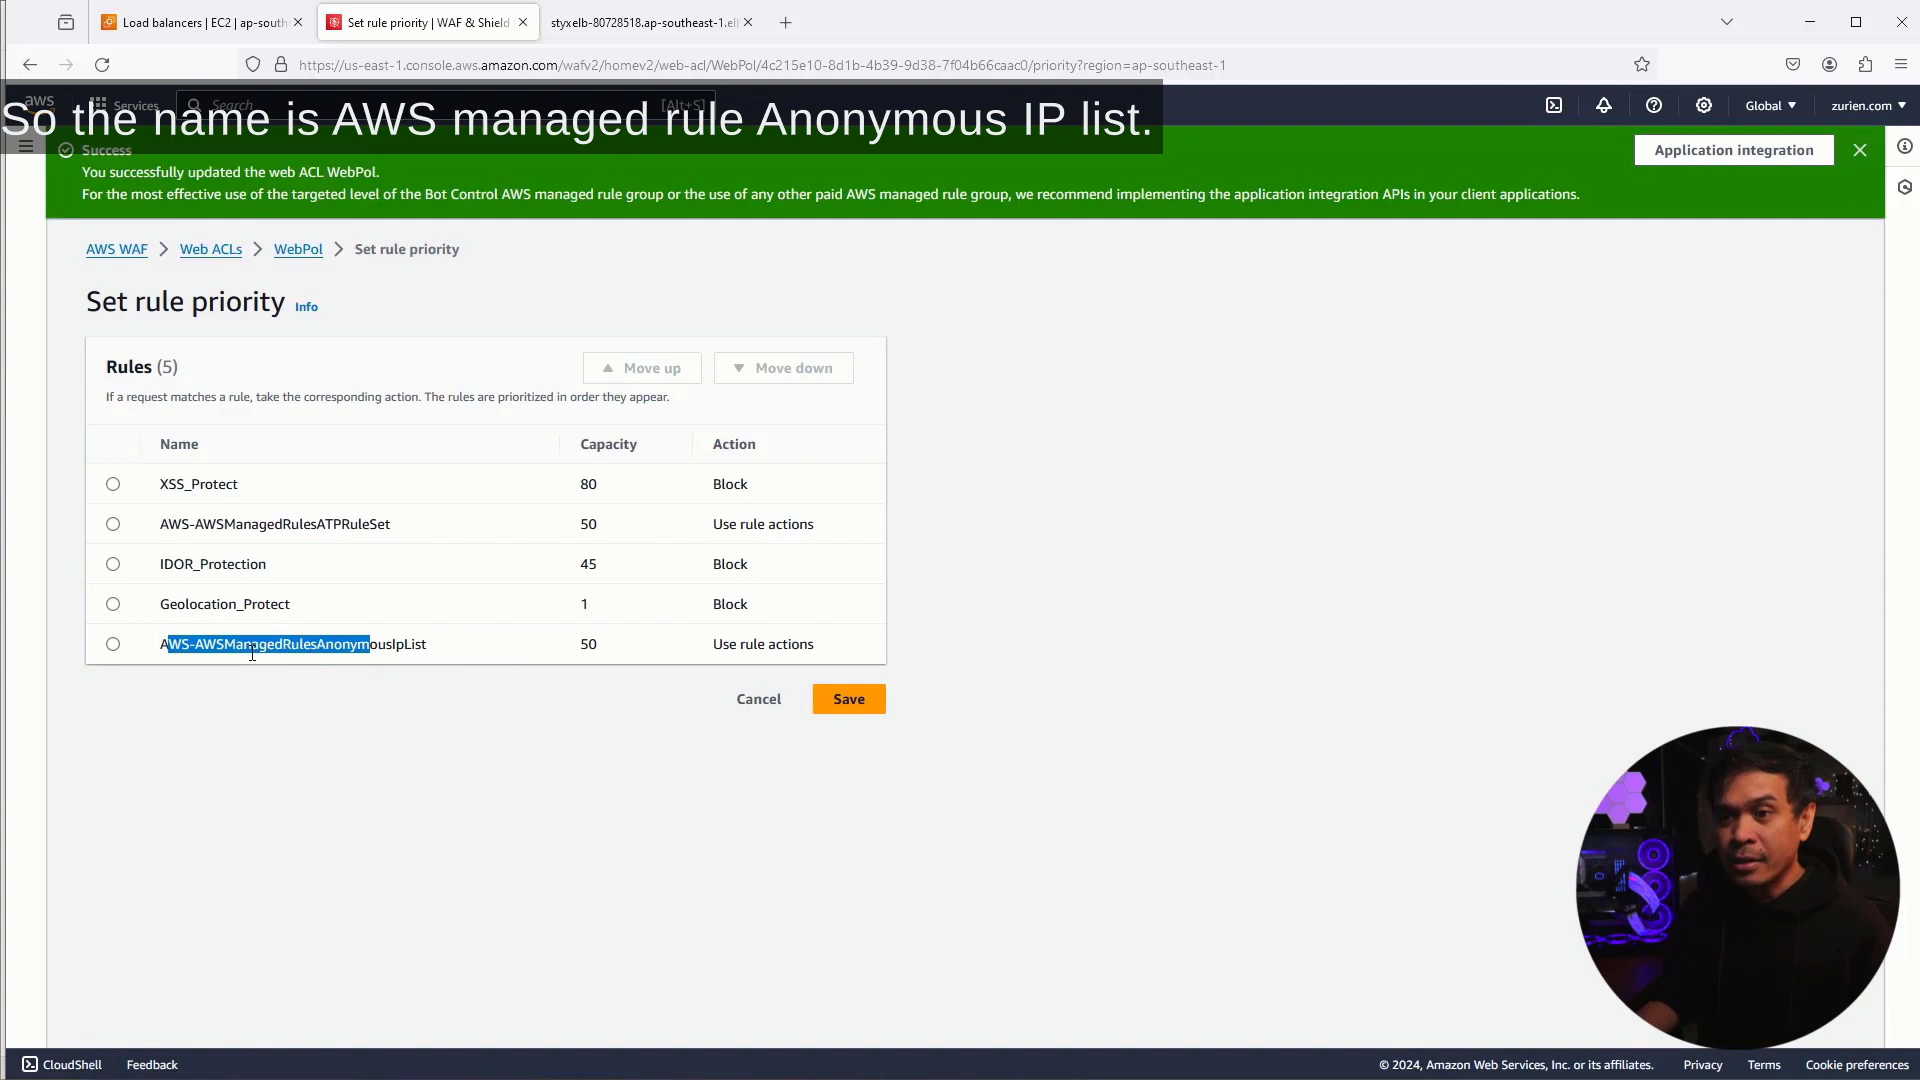 Load balancers | EC2 | ap-south
Set rule priority | WAF & Shield
styxelb-80728518.ap-southeast-1.el
https://us-east-1.console.aws.amazon.com/wafv2/homev2/web-acl/WebPol/4c215e10-8d1b-4b39-9d38-7f04b66caac0/priority?region=ap-southeast-1
aws
Services
Search
[Alt+S]
Global
zurien.com
So the name is AWS managed rule Anonymous IP list.
Success
You successfully updated the web ACL WebPol.
For the most effective use of the targeted level of the Bot Control AWS managed rule group or the use of any other paid AWS managed rule group, we recommend implementing the application integration APIs in your client applications.
Application integration
AWS WAF > Web ACLs > WebPol > Set rule priority
Set rule priority Info
Rules (5)
Move up
Move down
If a request matches a rule, take the corresponding action. The rules are prioritized in order they appear.
Name Capacity Action
XSS_Protect 80 Block
AWS-AWSManagedRulesATPRuleSet 50 Use rule actions
IDOR_Protection 45 Block
Geolocation_Protect 1 Block
AWS-AWSManagedRulesAnonymousIpList 50 Use rule actions
Cancel
Save
CloudShell
Feedback
© 2024, Amazon Web Services, Inc. or its affiliates.
Privacy
Terms
Cookie preferences